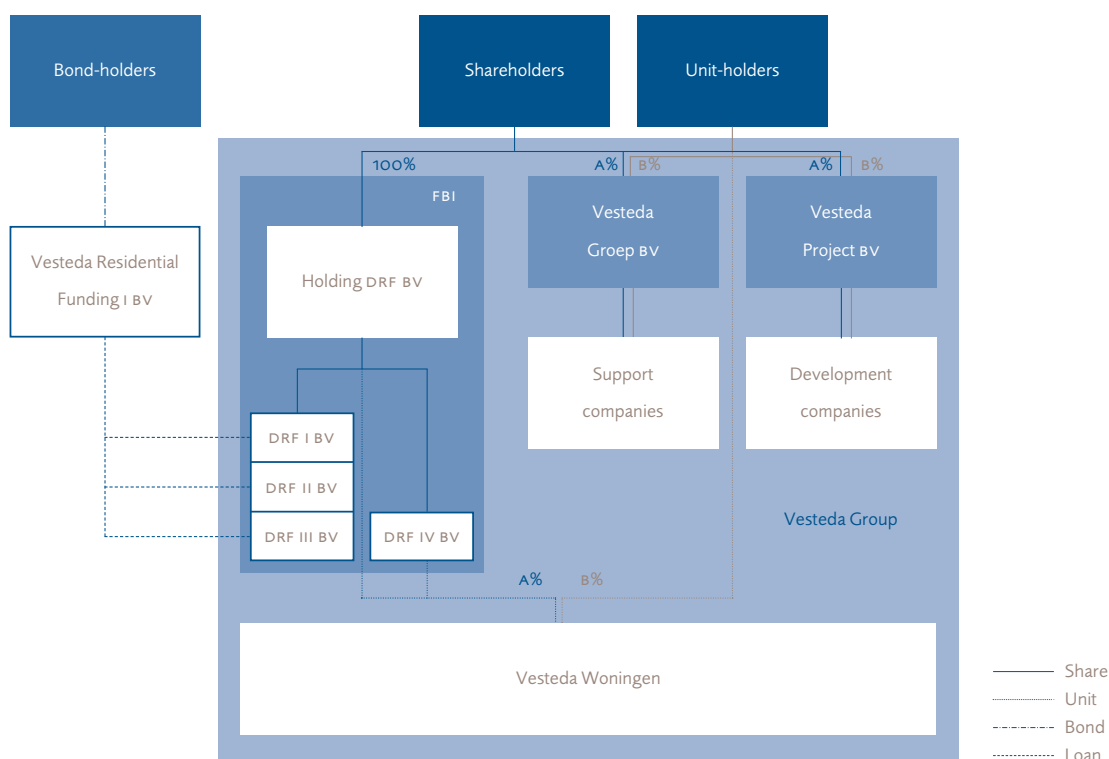 Bond-holders
Shareholders
Unit-holders
100%
A%
B%
A%
B%
FBI
Vesteda
Groep BV
Vesteda
Project BV
Vesteda Residential
Funding I BV
Holding DRF BV
Support
companies
Development
companies
DRF I BV
DRF II BV
DRF III BV
DRF IV BV
Vesteda Group
A%
B%
Vesteda Woningen
Share
Unit
Bond
Loan